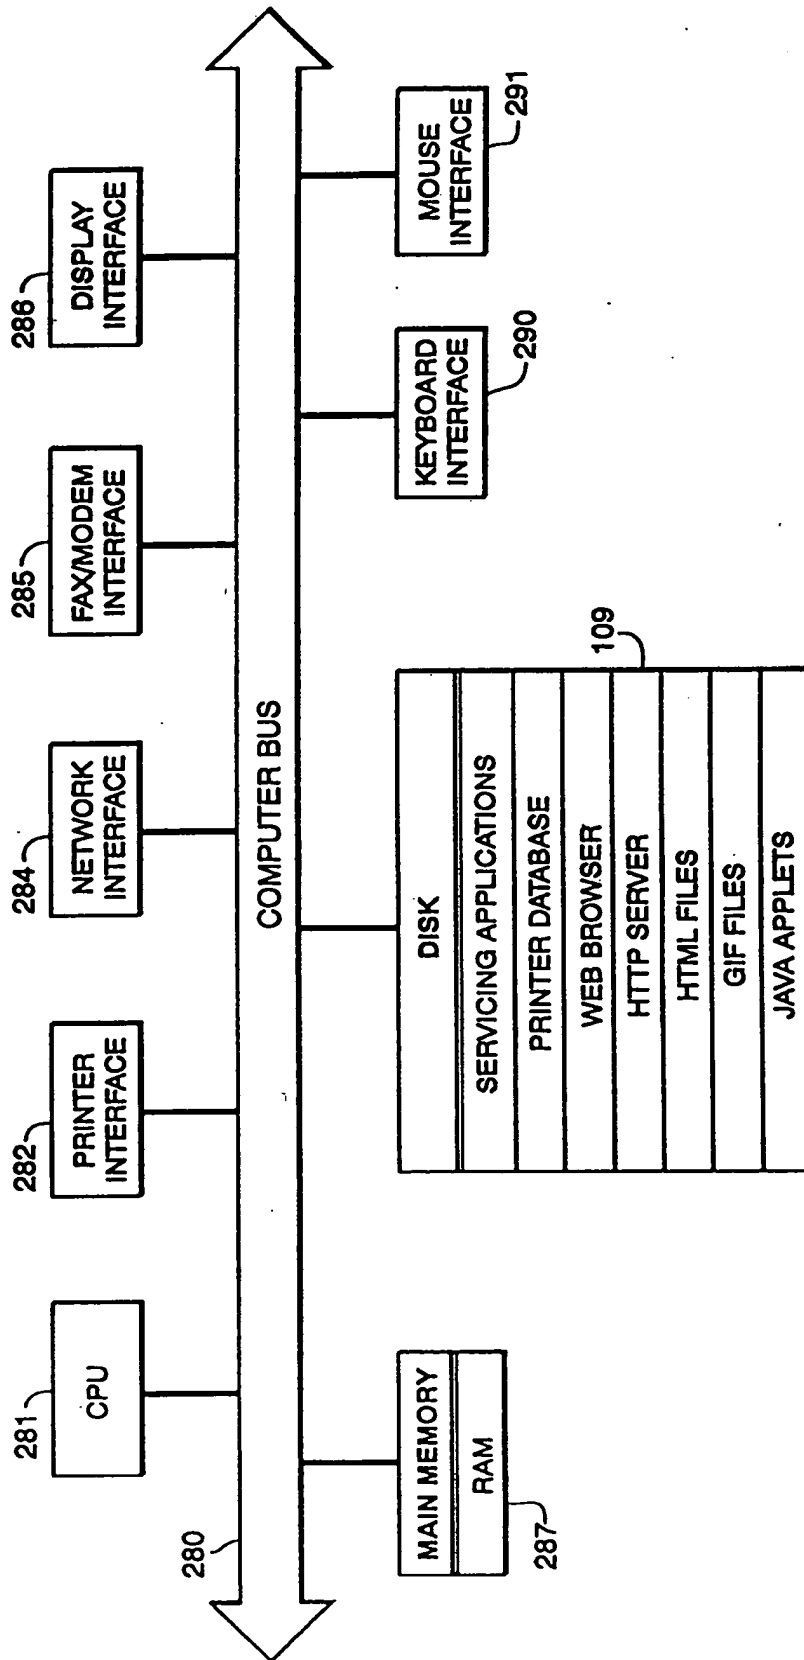 281
CPU
282
PRINTER
INTERFACE
284
NETWORK
INTERFACE
285
FAX/MODEM
INTERFACE
286
DISPLAY
INTERFACE
280
COMPUTER BUS
MAIN MEMORY
RAM
287
DISK
SERVICING APPLICATIONS
PRINTER DATABASE
WEB BROWSER
HTTP SERVER
HTML FILES
GIF FILES
JAVA APPLETS
109
KEYBOARD
INTERFACE
290
MOUSE
INTERFACE
291